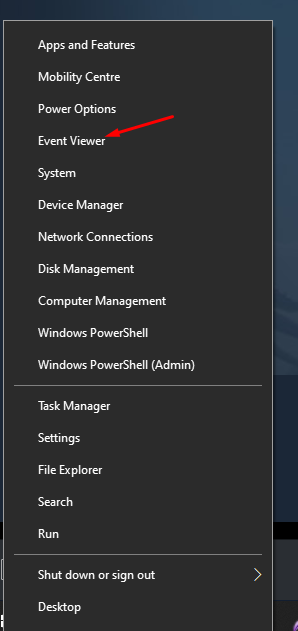 Apps and Features
Mobility Centre
Power Options
Event Viewer
System
Device Manager
Network Connections
Disk Management
Computer Management
Windows PowerShell
Windows PowerShell (Admin)
Task Manager
Settings
File Explorer
Search
Run
Shut down or sign out
Desktop